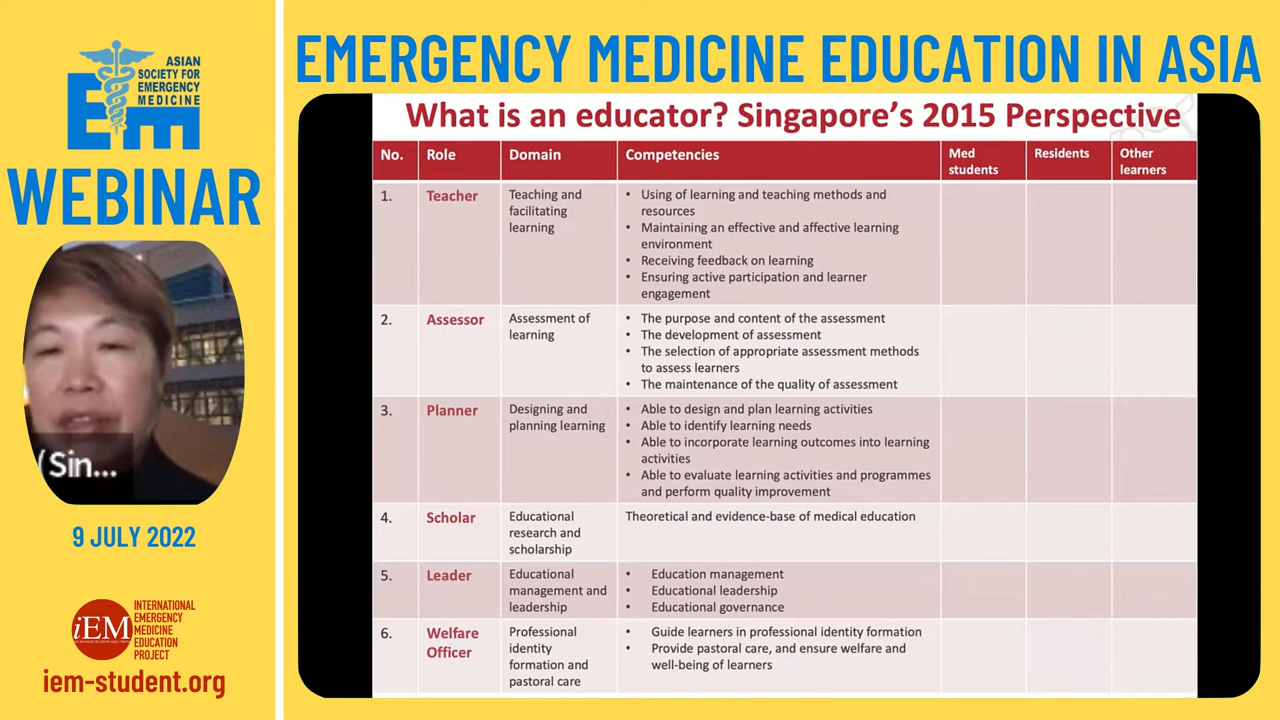 EMERGENCY MEDICINE EDUCATION IN ASIA
ASIAN
SOCIETY FOR
EMERGENCY
MEDICINE
EM
WEBINAR
(Sin...
9 JULY 2022
iEM
INTERNATIONAL
EMERGENCY
MEDICINE
EDUCATION
PROJECT
iem-student.org
What is an educator? Singapore's 2015 Perspective
No. Role Domain Competencies Med students Residents Other learners
1. Teacher
Teaching and
facilitating
learning
• Using of learning and teaching methods and
resources
• Maintaining an effective and affective learning
environment
• Receiving feedback on learning
• Ensuring active participation and learner
engagement
2. Assessor
Assessment of
learning
• The purpose and content of the assessment
• The development of assessment
• The selection of appropriate assessment methods
to assess learners
• The maintenance of the quality of assessment
3. Planner
Designing and
planning learning
• Able to design and plan learning activities
• Able to identify learning needs
• Able to incorporate learning outcomes into learning
activities
• Able to evaluate learning activities and programmes
and perform quality improvement
4. Scholar
Educational
research and
scholarship
Theoretical and evidence-base of medical education
5. Leader
Educational
management and
leadership
• Education management
• Educational leadership
• Educational governance
6. Welfare
Officer
Professional
identity
formation and
pastoral care
• Guide learners in professional identity formation
• Provide pastoral care, and ensure welfare and
well-being of learners